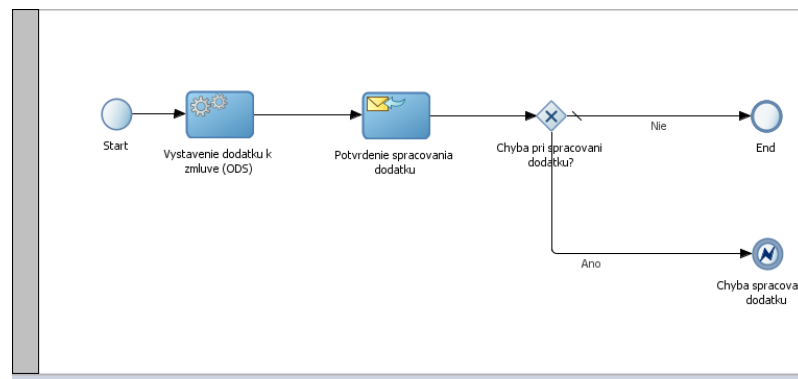 Start
Vystavenie dodatku k
zmluve (ODS)
Potvrdenie spracovania
dodatku
Chyba pri spracovani
dodatku?
Nie
End
Ano
Chyba spracova
dodatku